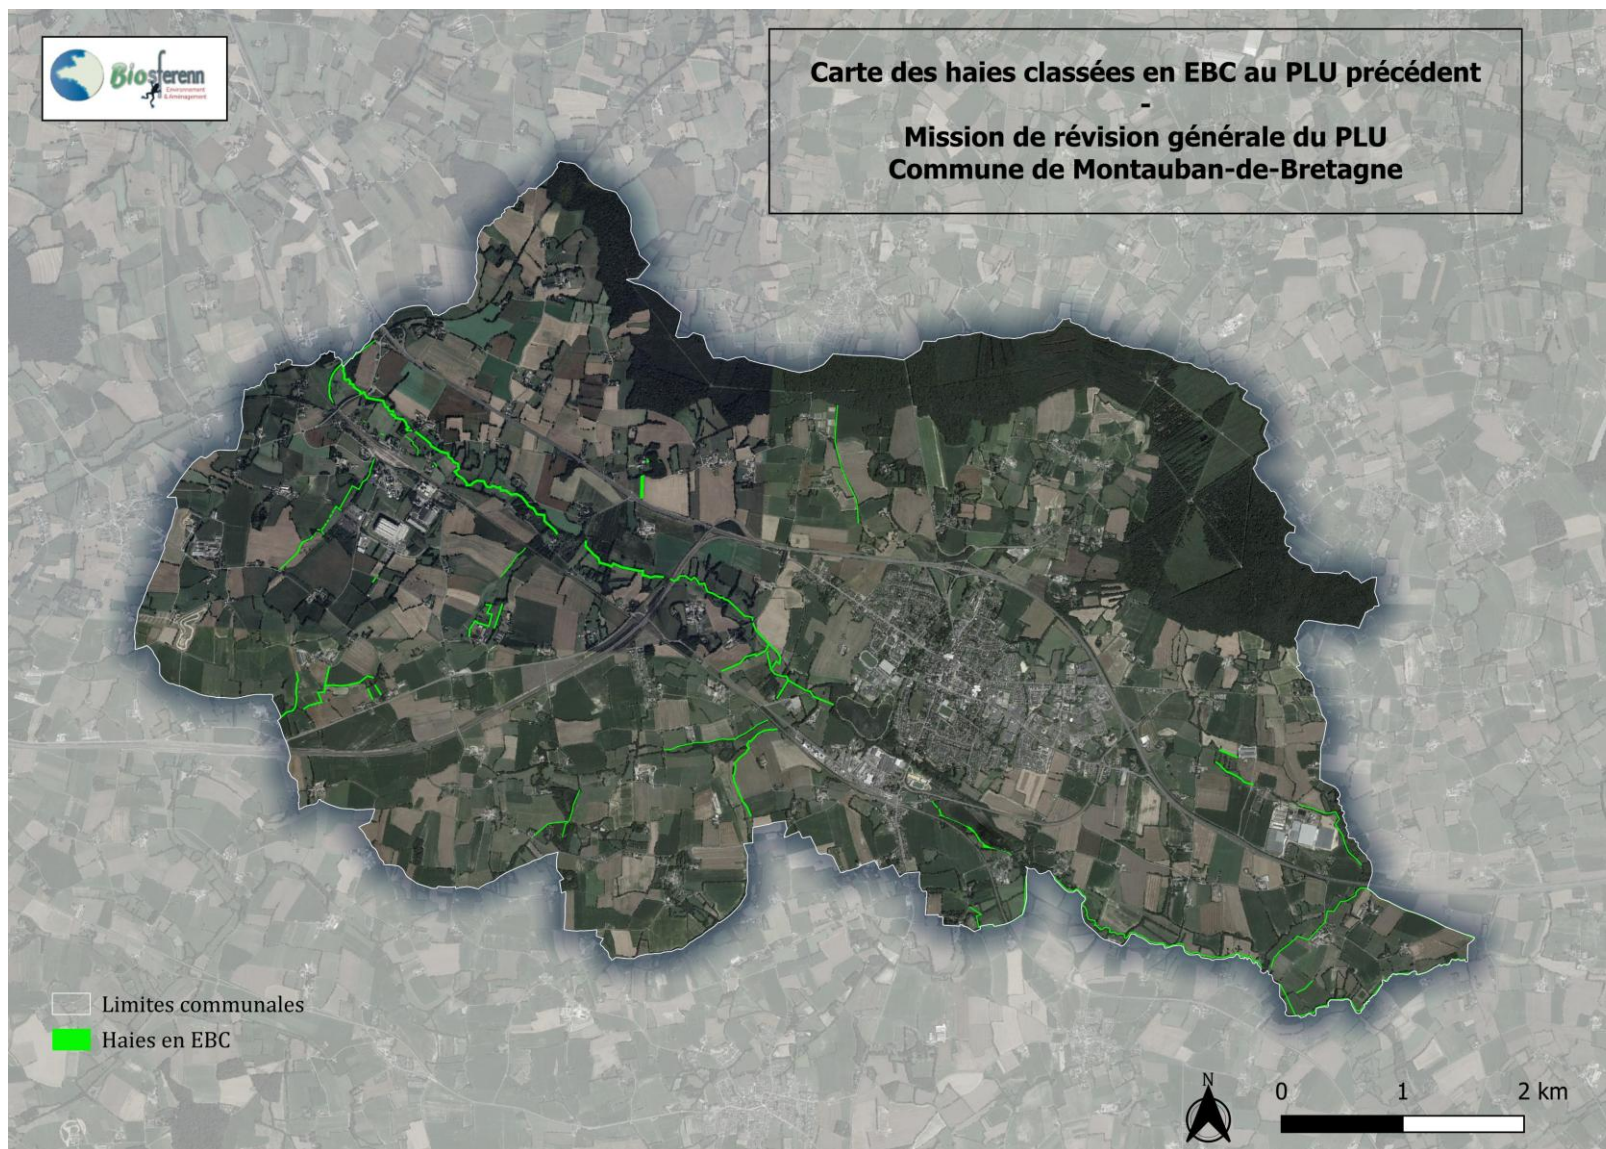 Biosferenn
Environnement
& Aménagement
Carte des haies classées en EBC au PLU précédent
-
Mission de révision générale du PLU
Commune de Montauban-de-Bretagne
Limites communales
Haies en EBC
N
0 1 2 km